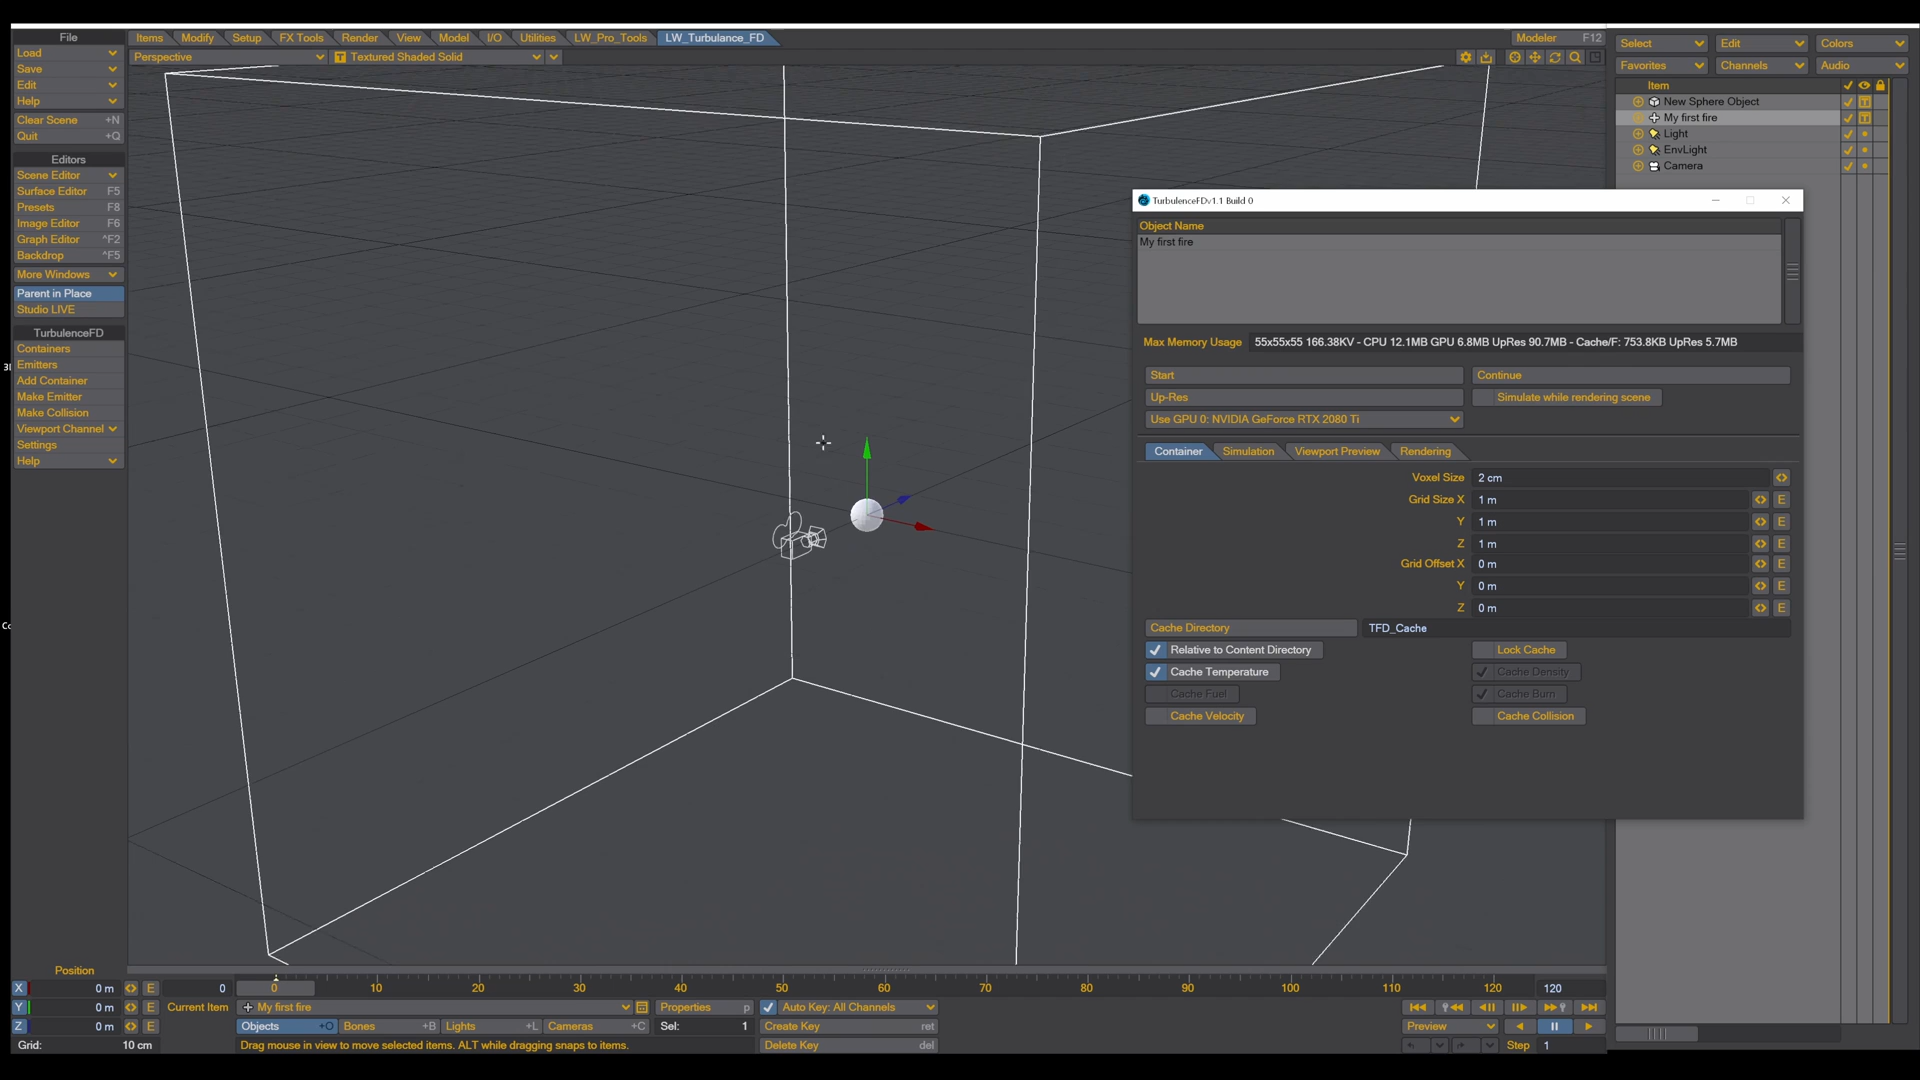 File
Items Modify Setup FX Tools Render View Model I/O Utilities LW_Pro_Tools LW_Turbulence_FD Modeler F12
Perspective Textured Shaded Solid
Load
Save
Edit
Help
Clear Scene +N
Quit +Q
Editors
Scene Editor
Surface Editor F5
Presets F8
Image Editor F6
Graph Editor ^F2
Backdrop ^F5
More Windows
Parent in Place
Studio LIVE
TurbulenceFD
Containers
Emitters
Add Container
Make Emitter
Make Collision
Viewport Channel
Settings
Help
Select Edit Colors
Favorites Channels Audio
Item
New Sphere Object
My first fire
Light
EnvLight
Camera
TurbulenceFDv1.1 Build 0
Object Name
My first fire
Max Memory Usage 55x55x55 166.38KV - CPU 12.1MB GPU 6.8MB UpRes 90.7MB - Cache/F: 753.8KB UpRes 5.7MB
Start Continue
Up-Res Simulate while rendering scene
Use GPU 0: NVIDIA GeForce RTX 2080 Ti
Container Simulation Viewport Preview Rendering
Voxel Size 2 cm
Grid Size X 1 m E
Y 1 m E
Z 1 m E
Grid Offset X 0 m E
Y 0 m E
Z 0 m E
Cache Directory TFD_Cache
Relative to Content Directory Lock Cache
Cache Temperature Cache Density
Cache Fuel Cache Burn
Cache Velocity Cache Collision
Position
X 0 m E 0 0 10 20 30 40 50 60 70 80 90 100 110 120 120
Y 0 m E Current Item My first fire Properties p Auto Key: All Channels
Z 0 m E Objects +O Bones +B Lights +L Cameras +C Sel: 1 Create Key ret Preview
Grid: 10 cm Drag mouse in view to move selected items. ALT while dragging snaps to items. Delete Key del Step 1